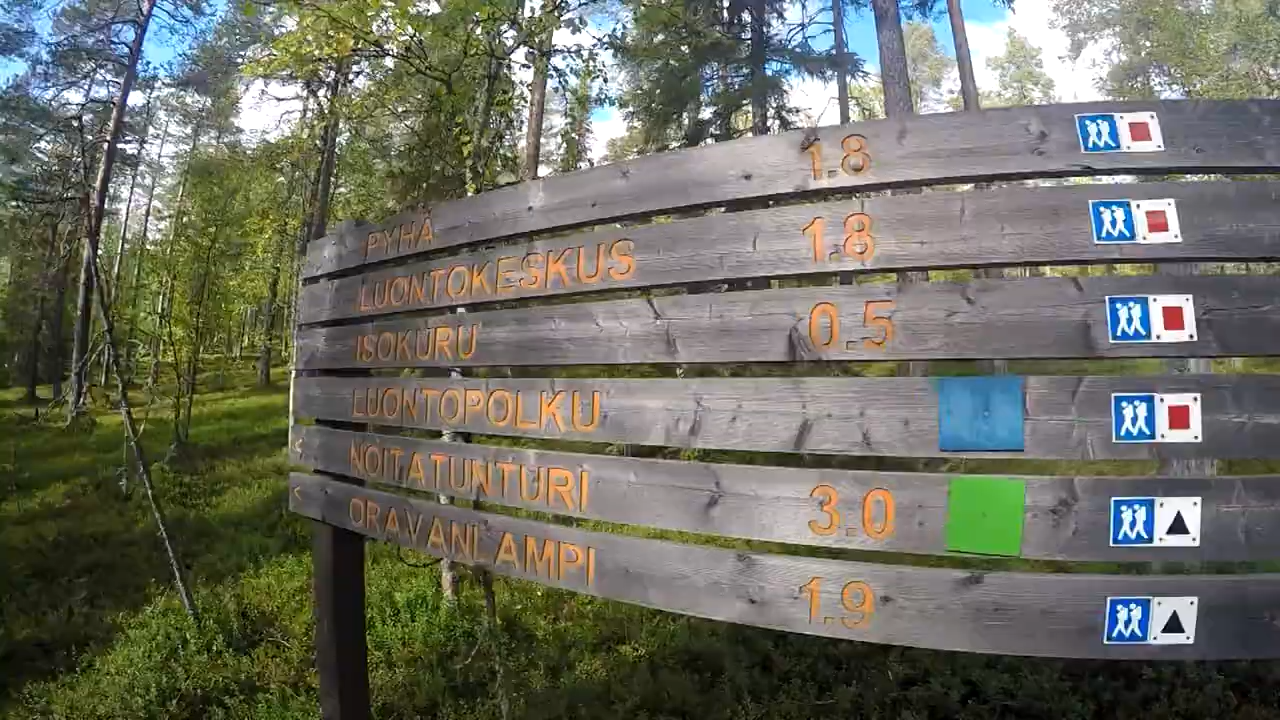 PYHÄ 1.8
LUONTOKESKUS 1.8
ISOKURU 0.5
LUONTOPOLKU
< NOITATUNTURI 3.0
< ORAVANLAMPI 1.9